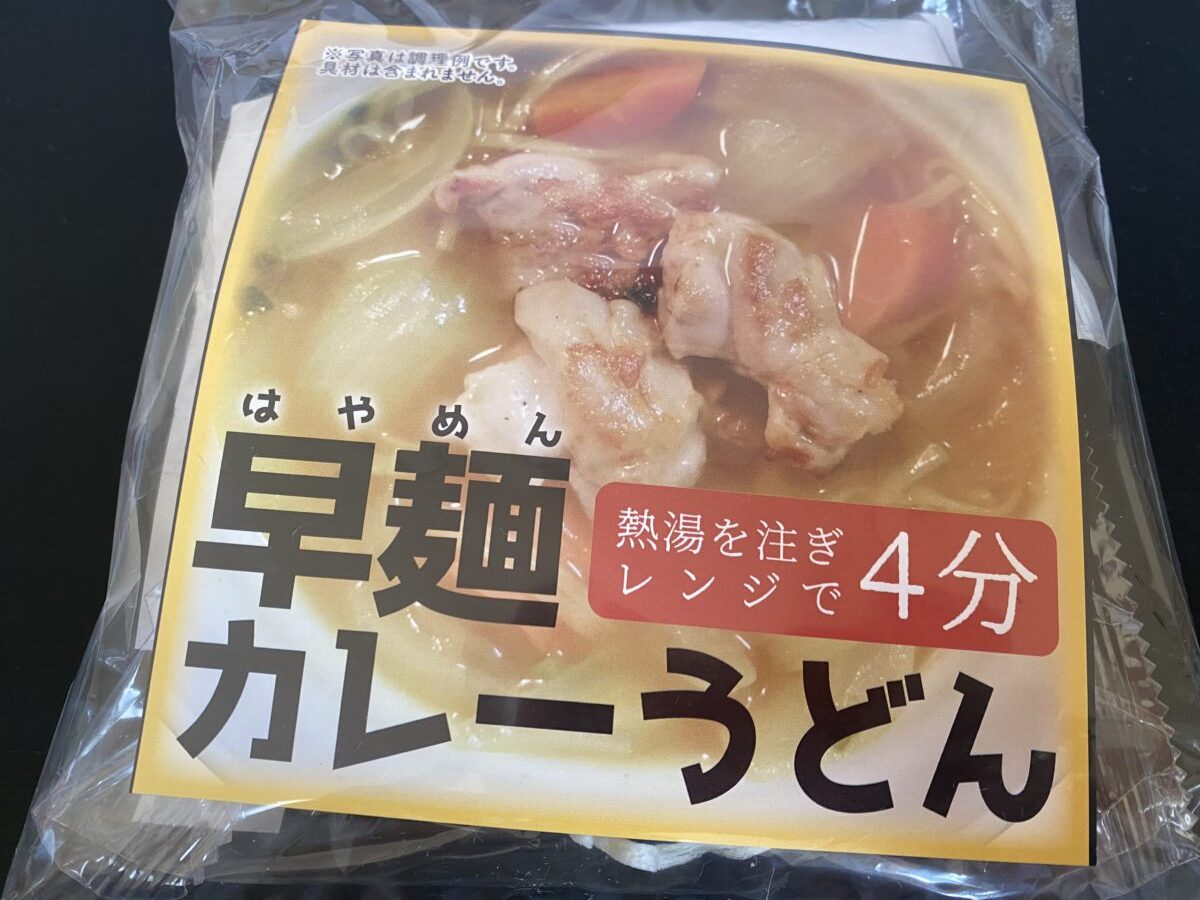 ※写真は調理例です。
具材は含まれません。
はやめん
早麺
熱湯を注ぎ
レンジで4分
カレーうどん